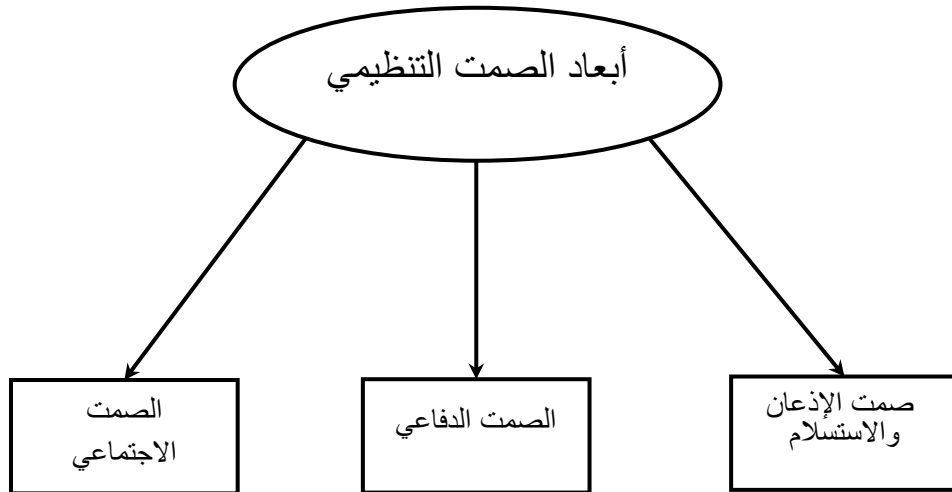 أبعاد الصمت التنظيمي
صمت الإذعان
والاستسلام
الصمت الدفاعي
الصمت
الاجتماعي